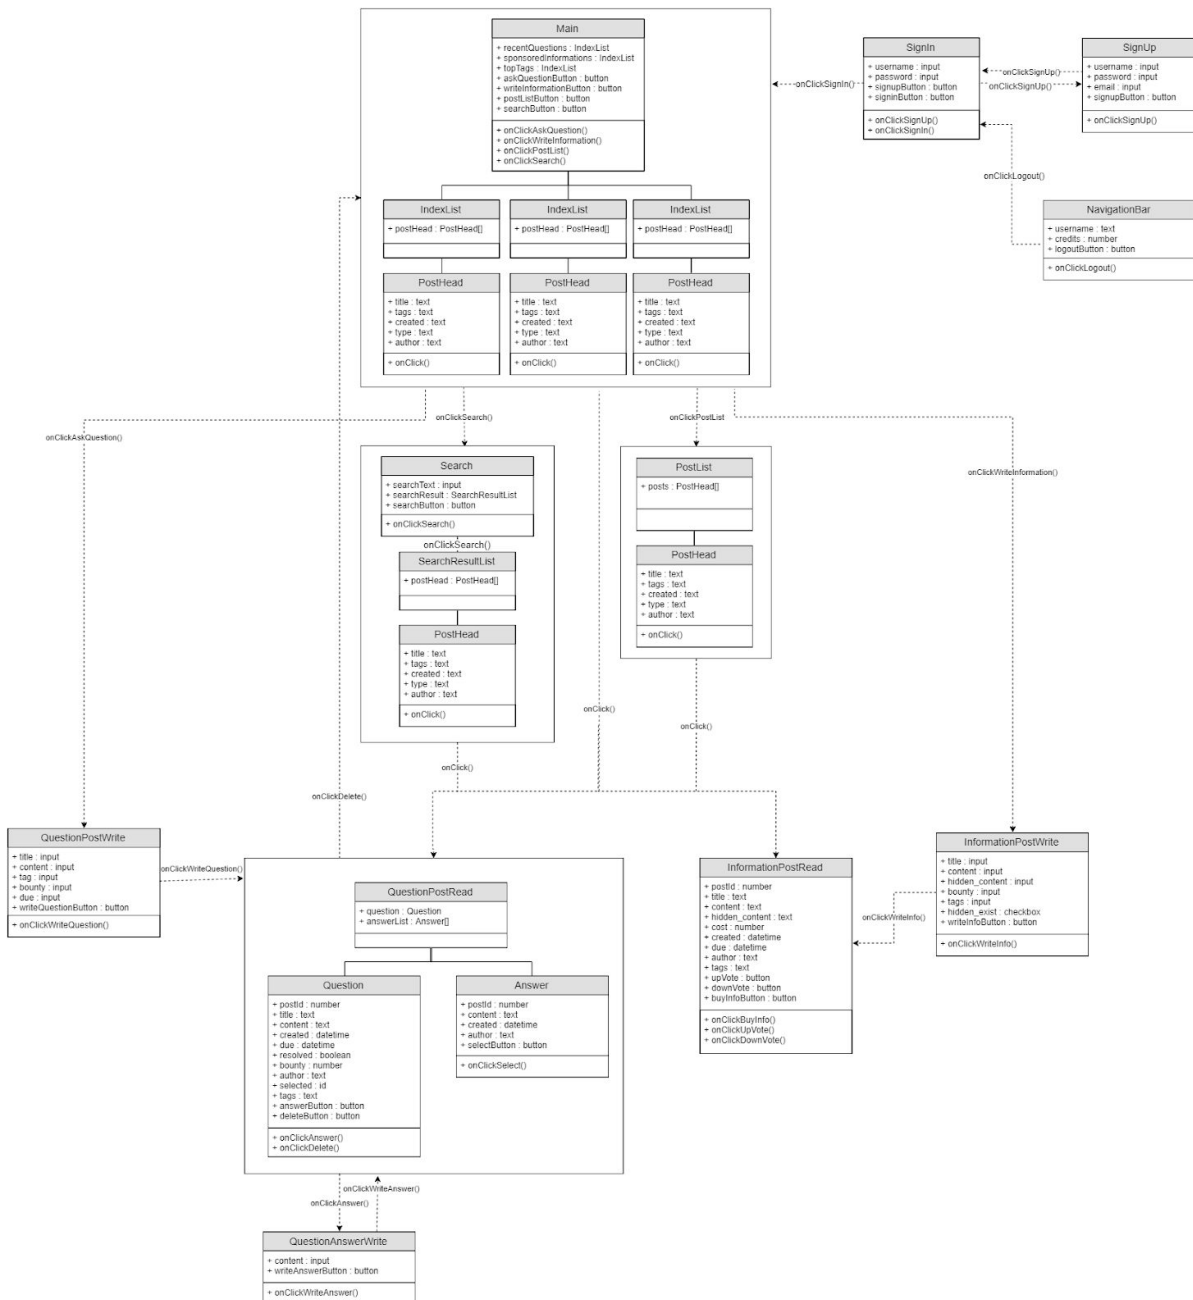 Main
+ recentQuestions : IndexList
+ sponsoredInformations : IndexList
+ topTags : IndexList
+ askQuestionButton : button
+ writeInformationButton : button
+ postListButton : button
+ searchButton : button
+ onClickAskQuestion()
+ onClickWriteInformation()
+ onClickPostList()
+ onClickSearch()
IndexList
+ postHead : PostHead[]
IndexList
+ postHead : PostHead[]
IndexList
+ postHead : PostHead[]
PostHead
+ title : text
+ tags : text
+ created : text
+ type : text
+ author : text
+ onClick()
PostHead
+ title : text
+ tags : text
+ created : text
+ type : text
+ author : text
+ onClick()
PostHead
+ title : text
+ tags : text
+ created : text
+ type : text
+ author : text
+ onClick()
onClickSignIn()
SignIn
+ username : input
+ password : input
+ signupButton : button
+ signinButton : button
+ onClickSignUp()
+ onClickSignIn()
onClickSignUp()
onClickSignUp()
SignUp
+ username : input
+ password : input
+ email : input
+ signupButton : button
+ onClickSignUp()
onClickLogout()
NavigationBar
+ username : text
+ credits : number
+ logoutButton : button
+ onClickLogout()
onClickAskQuestion()
onClickSearch()
onClickPostList
onClickWriteInformation()
Search
+ searchText : input
+ searchResult : SearchResultList
+ searchButton : button
+ onClickSearch()
onClickSearch()
SearchResultList
+ postHead : PostHead[]
PostHead
+ title : text
+ tags : text
+ created : text
+ type : text
+ author : text
+ onClick()
PostList
+ posts : PostHead[]
PostHead
+ title : text
+ tags : text
+ created : text
+ type : text
+ author : text
+ onClick()
onClick()
onClick()
onClick()
onClickDelete()
QuestionPostWrite
+ title : input
+ content : input
+ tag : input
+ bounty : input
+ due : input
+ writeQuestionButton : button
+ onClickWriteQuestion()
onClickWriteQuestion()
QuestionPostRead
+ question : Question
+ answerList : Answer[]
Question
+ postId : number
+ title : text
+ content : text
+ created : datetime
+ due : datetime
+ resolved : boolean
+ bounty : number
+ author : text
+ selected : id
+ tags : text
+ answerButton : button
+ deleteButton : button
+ onClickAnswer()
+ onClickDelete()
Answer
+ postId : number
+ content : text
+ created : datetime
+ author : text
+ selectButton : button
+ onClickSelect()
InformationPostRead
+ postId : number
+ title : text
+ content : text
+ hidden_content : text
+ cost : number
+ created : datetime
+ due : datetime
+ author : text
+ tags : text
+ upVote : button
+ downVote : button
+ buyInfoButton : button
+ onClickBuyInfo()
+ onClickUpVote()
+ onClickDownVote()
onClickWriteInfo()
InformationPostWrite
+ title : input
+ content : input
+ hidden_content : input
+ bounty : input
+ tags : input
+ hidden_exist : checkbox
+ writeInfoButton : button
+ onClickWriteInfo()
onClickWriteAnswer()
onClickAnswer()
QuestionAnswerWrite
+ content : input
+ writeAnswerButton : button
+ onClickWriteAnswer()